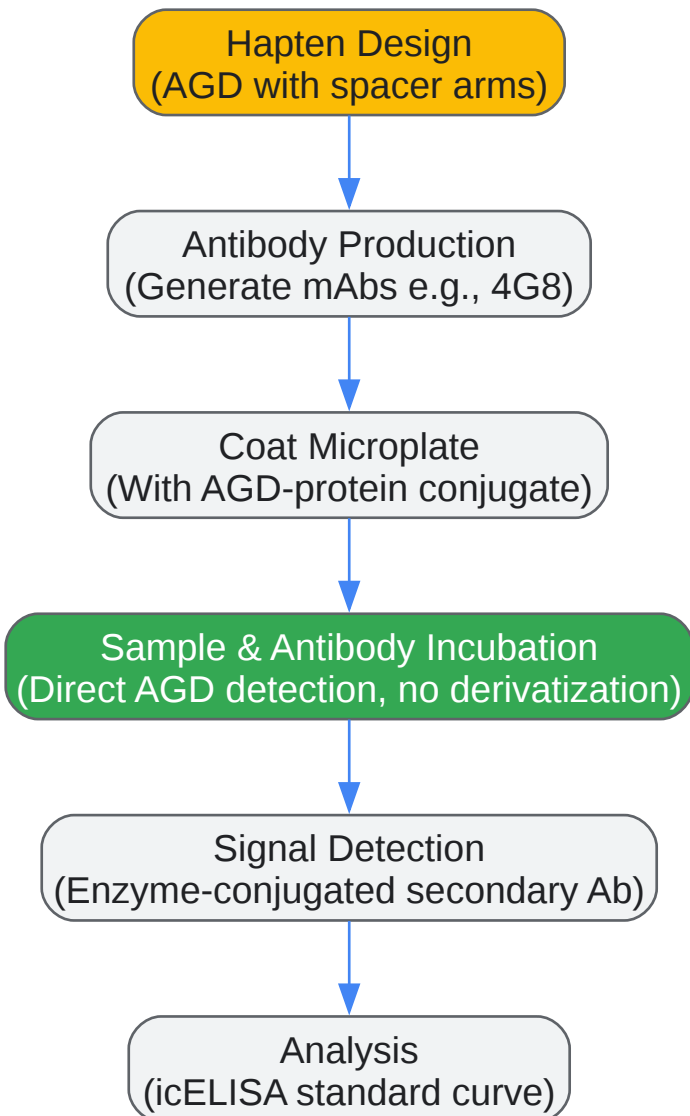 Hapten Design
(AGD with spacer arms)
Antibody Production
(Generate mAbs e.g., 4G8)
Coat Microplate
(With AGD-protein conjugate)
Sample & Antibody Incubation
(Direct AGD detection, no derivatization)
Signal Detection
(Enzyme-conjugated secondary Ab)
Analysis
(icELISA standard curve)